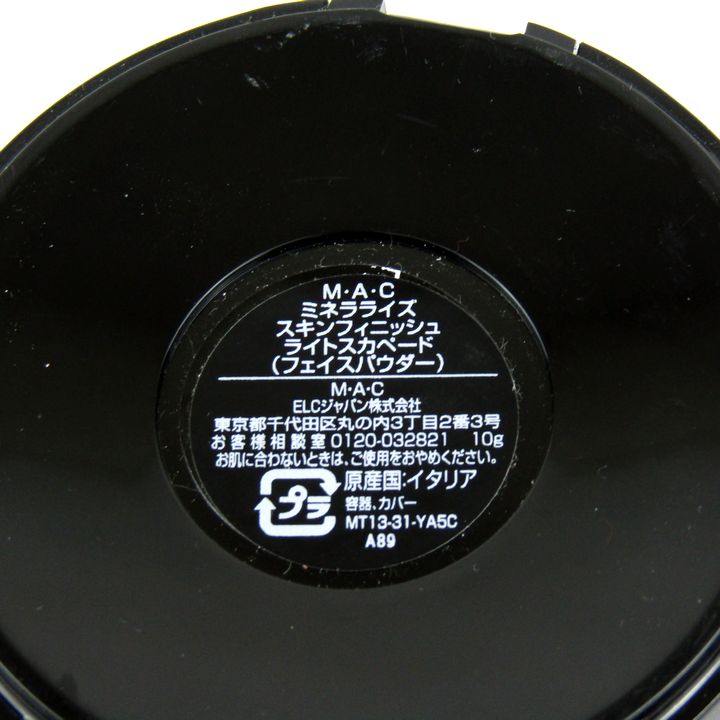 M·A·C
ミネラライズ
スキンフィニッシュ
ライトスカペード
(フェイスパウダー)
M·A·C
ELCジャパン株式会社
東京都千代田区丸の内3丁目2番3号
お客様相談室0120-032821 10g
お肌に合わないときは、ご使用をおやめください。
原産国:イタリア
プラ
容器、カバー
MT13-31-YA5C
A89